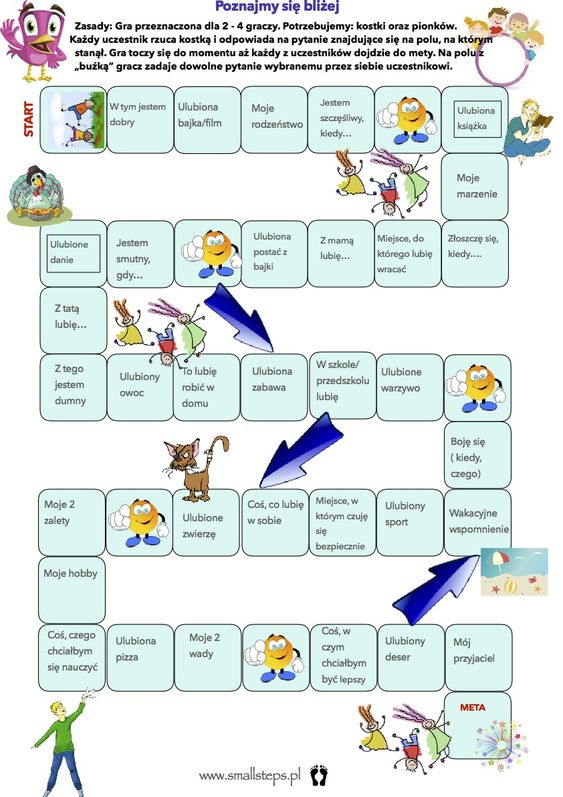 Poznajmy się bliżej
Zasady: Gra przeznaczona dla 2 - 4 graczy. Potrzebujemy: kostki oraz pionków.
Każdy uczestnik rzuca kostką i odpowiada na pytanie znajdujące się na polu, na którym
stanął. Gra toczy się do momentu aż każdy z uczestników dojdzie do mety. Na polu z
„buźką” gracz zadaje dowolne pytanie wybranemu przez siebie uczestnikowi.
START
W tym jestem
dobry
Ulubiona
bajka/film
Moje
rodzeństwo
Jestem
szczęśliwy,
kiedy…
Ulubiona
książka
Moje
marzenie
Złoszczę się,
kiedy….
Miejsce, do
którego lubię
wracać
Z mamą
lubię…
Ulubiona
postać z
bajki
Jestem
smutny,
gdy…
Ulubione
danie
Z tatą
lubię…
Z tego
jestem
dumny
Ulubiony
owoc
To lubię
robić w
domu
Ulubiona
zabawa
W szkole/
przedszkolu
lubię
Ulubione
warzywo
Boję się
( kiedy,
czego)
Wakacyjne
wspomnienie
Ulubiony
sport
Miejsce, w
którym czuję
się
bezpiecznie
Coś, co lubię
w sobie
Ulubione
zwierzę
Moje 2
zalety
Moje hobby
Coś, czego
chciałbym
się nauczyć
Ulubiona
pizza
Moje 2
wady
Coś, w
czym
chciałbym
być lepszy
Ulubiony
deser
Mój
przyjaciel
META
www.smallsteps.pl